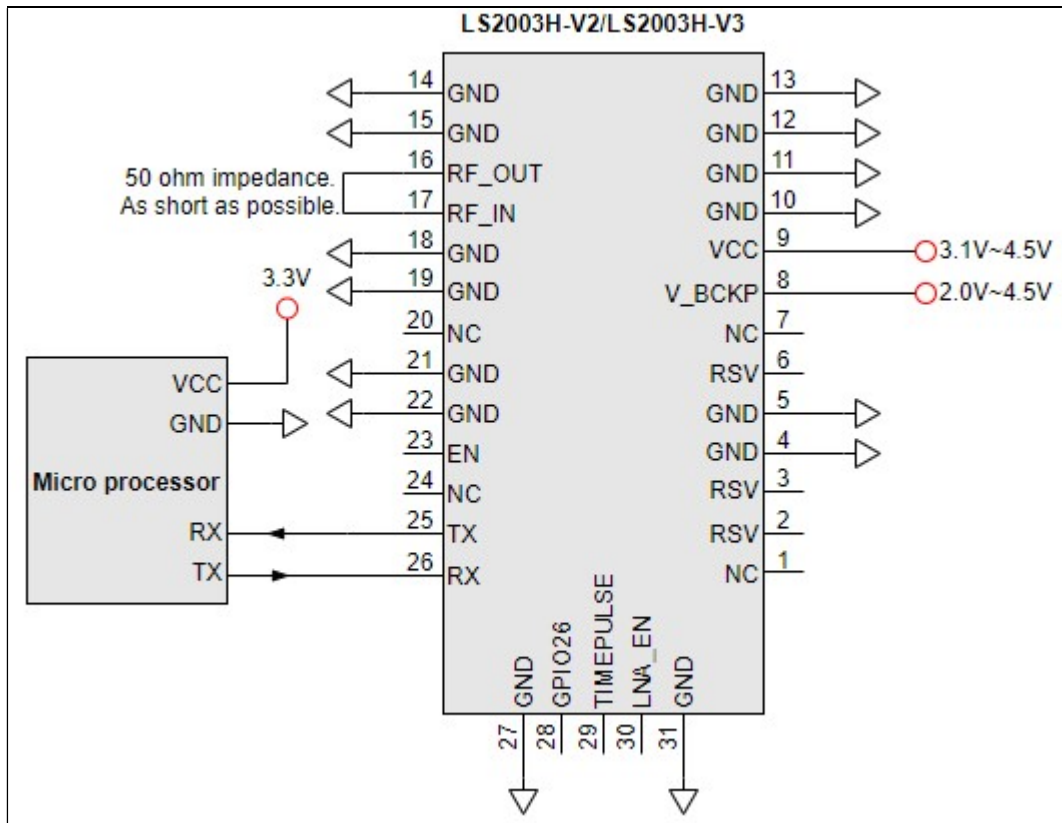 LS2003H-V2/LS2003H-V3
14 GND
15 GND
16 RF_OUT
50 ohm impedance.
As short as possible.
17 RF_IN
18 GND
19 GND
20 NC
21 GND
22 GND
23 EN
24 NC
25 TX
26 RX
GND 13
GND 12
GND 11
GND 10
VCC 9 3.1V~4.5V
V_BCKP 8 2.0V~4.5V
NC 7
RSV 6
GND 5
GND 4
RSV 3
RSV 2
NC 1
3.3V
VCC
GND
Micro processor
RX
TX
GND 27
GPIO26 28
TIMEPULSE 29
LNA_EN 30
GND 31